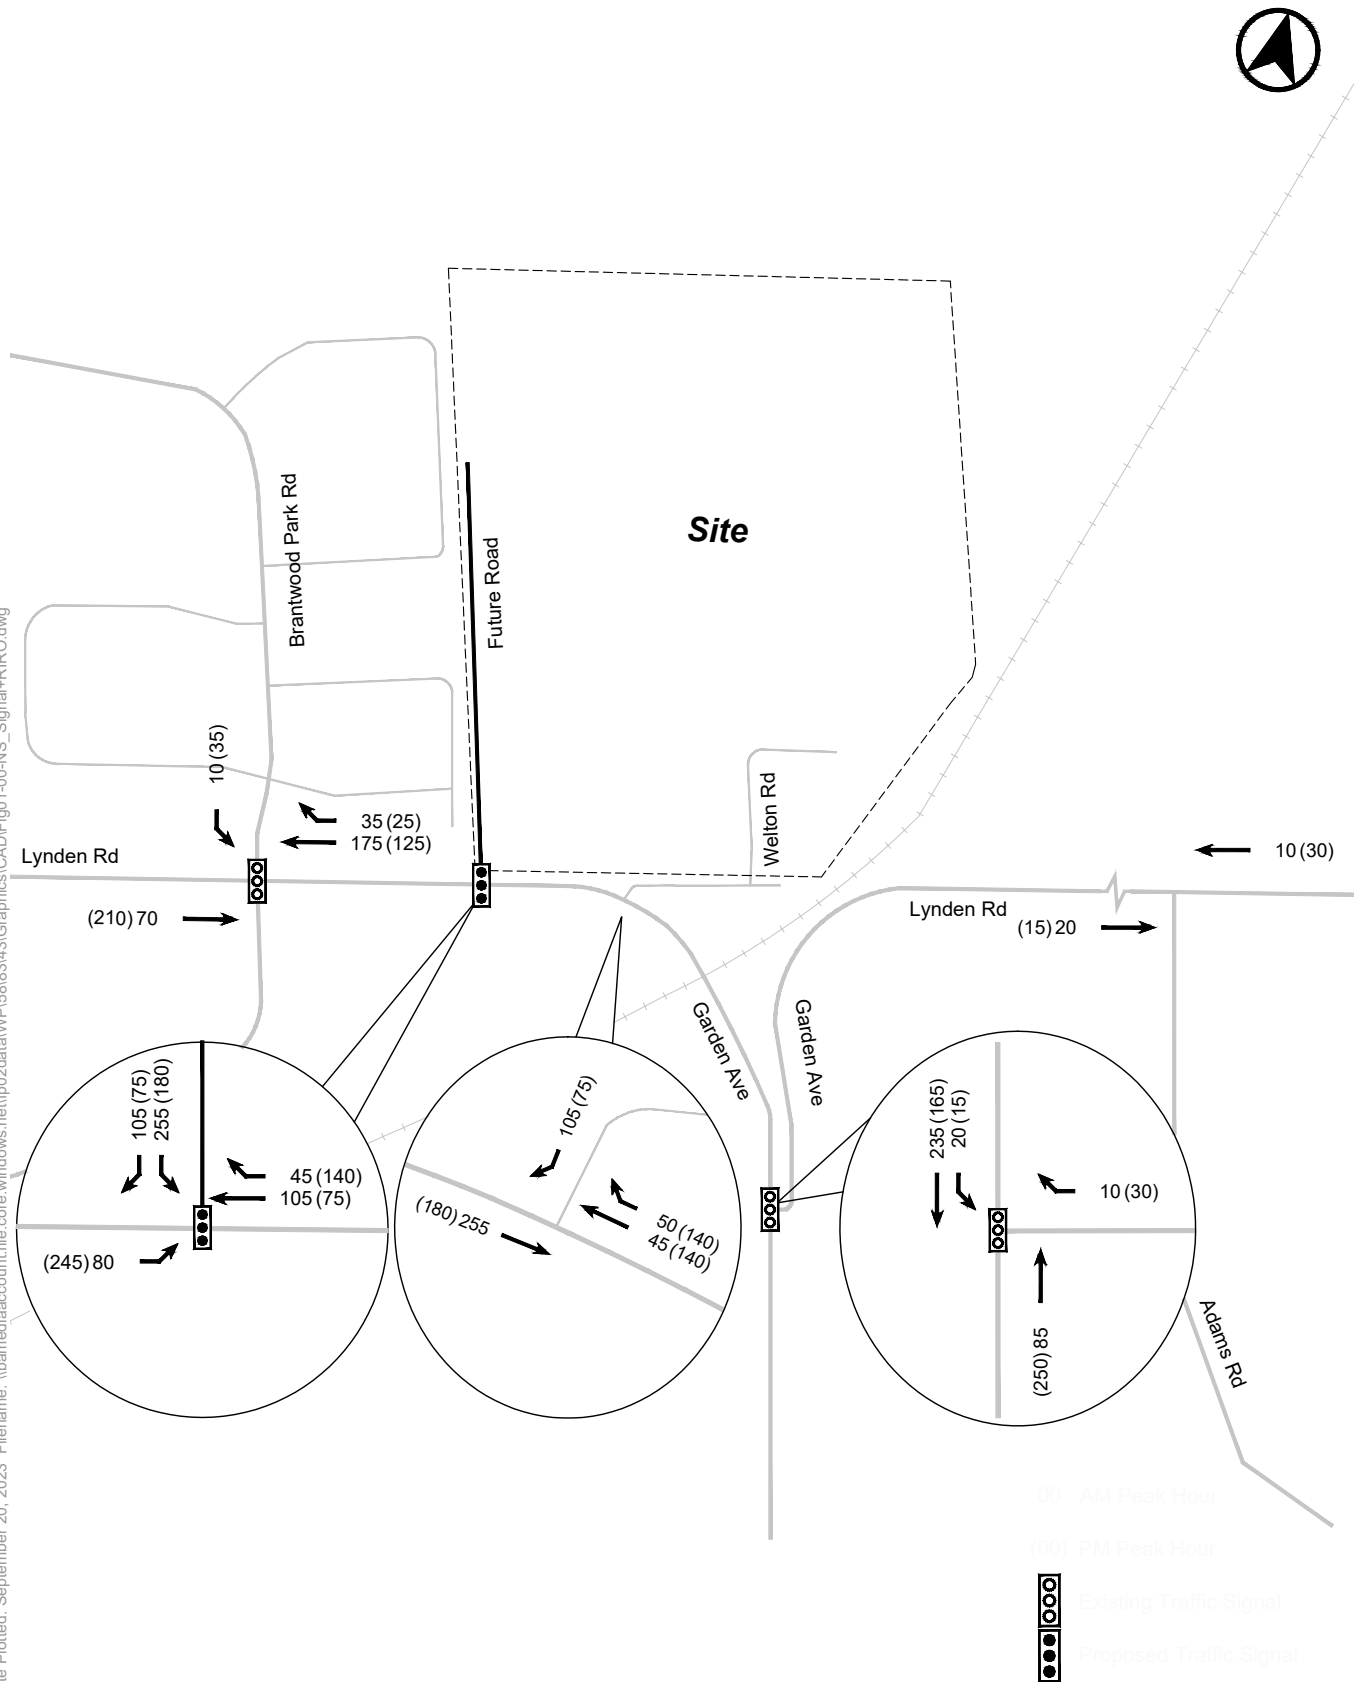 Site
Brantwood Park Rd
Future Road
Welton Rd
10 (35)
35 (25)
175 (125)
Lynden Rd
(210) 70
10 (30)
Lynden Rd
(15) 20
Garden Ave
Garden Ave
105 (75)
255 (180)
45 (140)
105 (75)
(245) 80
105 (75)
(180) 255
50 (140)
45 (140)
235 (165)
20 (15)
10 (30)
(250) 85
Adams Rd
00 AM Peak Hour
(00) PM Peak Hour
Existing Traffic Signal
Proposed Traffic Signal